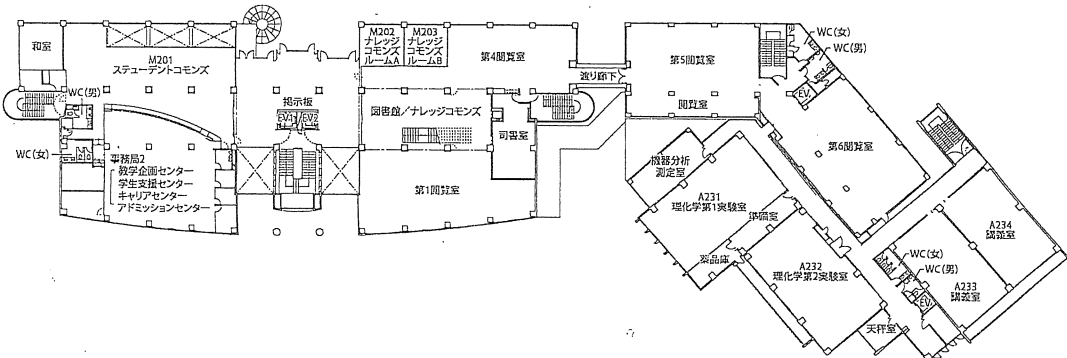 和室
M201
ステューデントコモンズ
WC(男)
WC(女)
事務局2
教学企画センター
学生支援センター
キャリアセンター
アドミッションセンター
掲示板
EV1
EV2
M202
ナレッジ
コモンズ
ルームA
M203
ナレッジ
コモンズ
ルームB
第4閲覧室
図書館/ナレッジコモンズ
司書室
第1閲覧室
渡り廊下
第5閲覧室
閲覧室
WC(女)
WC(男)
EV.
第6閲覧室
機器分析
測定室
A231
理化学第1実験室
準備室
薬品庫
A232
理化学第2実験室
天秤室
WC(女)
WC(男)
EV.
A233
講義室
A234
講義室